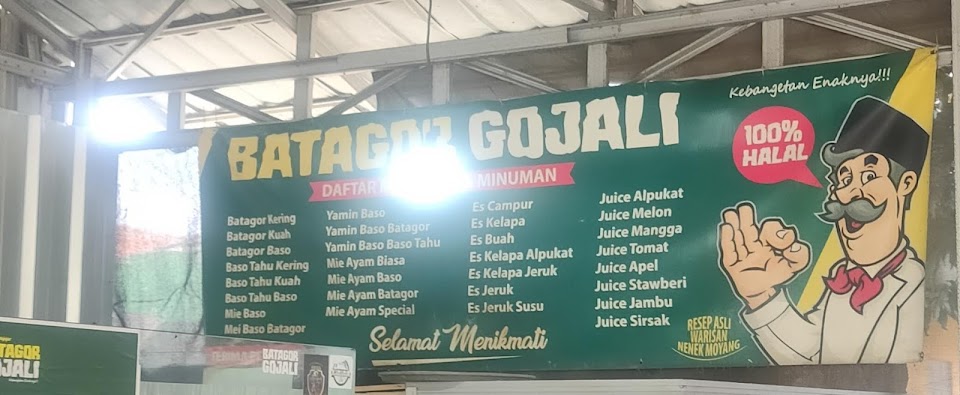 Kebangetan Enaknya!!!
BATAGOR GOJALI
100%
HALAL
DAFTAR MINUMAN
Batagor Kering
Batagor Kuah
Batagor Baso
Baso Tahu Kering
Baso Tahu Kuah
Baso Tahu Baso
Mie Baso
Mei Baso Batagor
Yamin Baso
Yamin Baso Batagor
Yamin Baso Baso Tahu
Mie Ayam Biasa
Mie Ayam Baso
Mie Ayam Batagor
Mie Ayam Special
Es Campur
Es Kelapa
Es Buah
Es Kelapa Alpukat
Es Kelapa Jeruk
Es Jeruk
Es Jeruk Susu
Juice Alpukat
Juice Melon
Juice Mangga
Juice Tomat
Juice Apel
Juice Stawberi
Juice Jambu
Juice Sirsak
Selamat Menikmati
RESEP ASLI
WARISAN
NENEK MOYANG
BATAGOR
GOJALI
BATAGOR
GOJALI